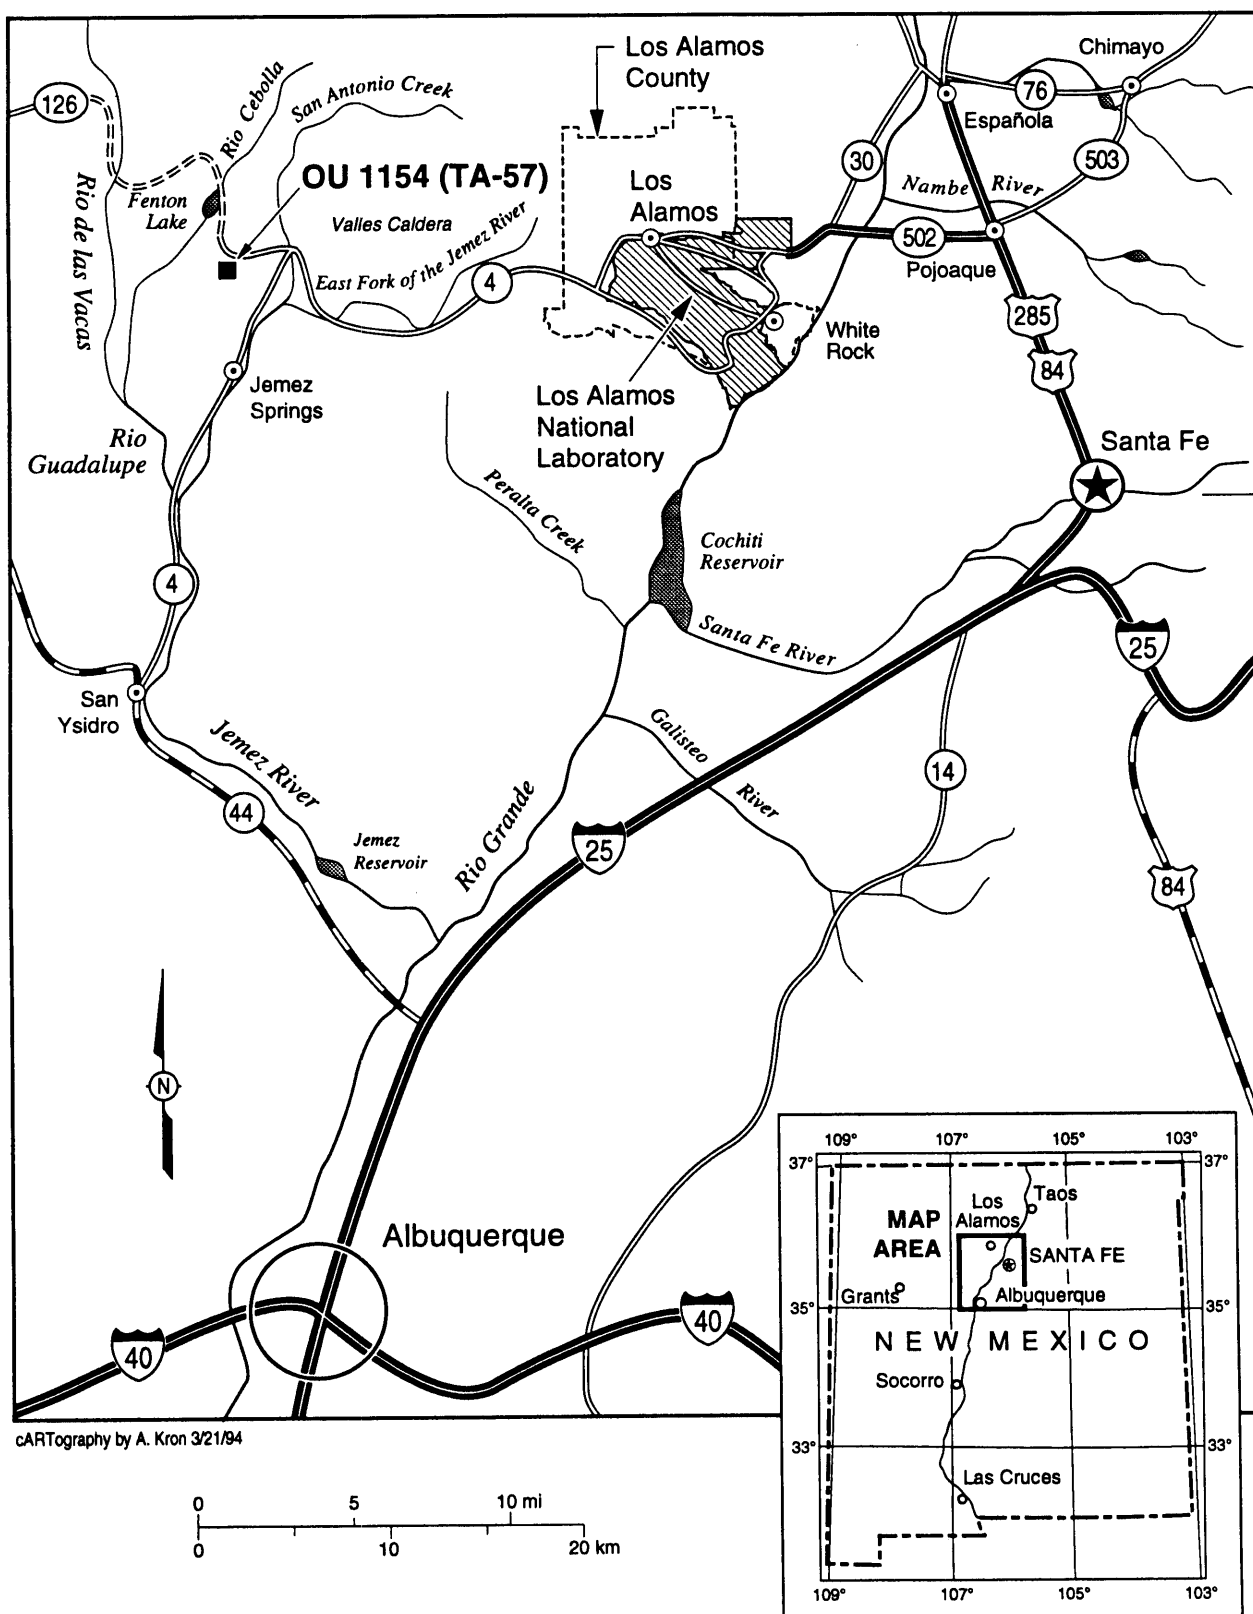 Los Alamos
County
Chimayo
126
Rio Cebolla
San Antonio Creek
76
Española
OU 1154 (TA-57)
30
503
Rio de las Vacas
Fenton
Lake
Los
Alamos
Nambe River
Valles Caldera
502
Pojoaque
East Fork of the Jemez River
4
285
White
Rock
84
Jemez
Springs
Los Alamos
National
Laboratory
Rio
Guadalupe
Santa Fe
Peralta Creek
Cochiti
Reservoir
4
Santa Fe River
25
San
Ysidro
Jemez River
Galisteo
River
14
44
Rio Grande
Jemez
Reservoir
25
84
N
Albuquerque
40
40
109°
107°
105°
103°
37°
37°
Taos
Los
Alamos
MAP
AREA
SANTA FE
Grants
Albuquerque
35°
35°
NEW MEXICO
Socorro
33°
33°
Las Cruces
109°
107°
105°
103°
cARTography by A. Kron 3/21/94
0 5 10 mi
0 10 20 km